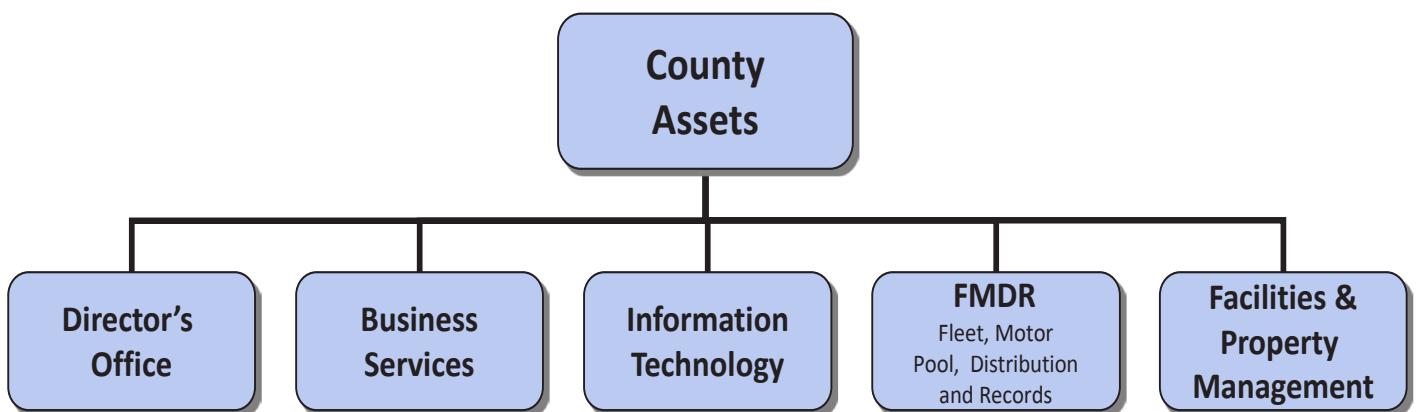 County
Assets
Director's
Office
Business
Services
Information
Technology
FMDR
Fleet, Motor
Pool, Distribution
and Records
Facilities &
Property
Management